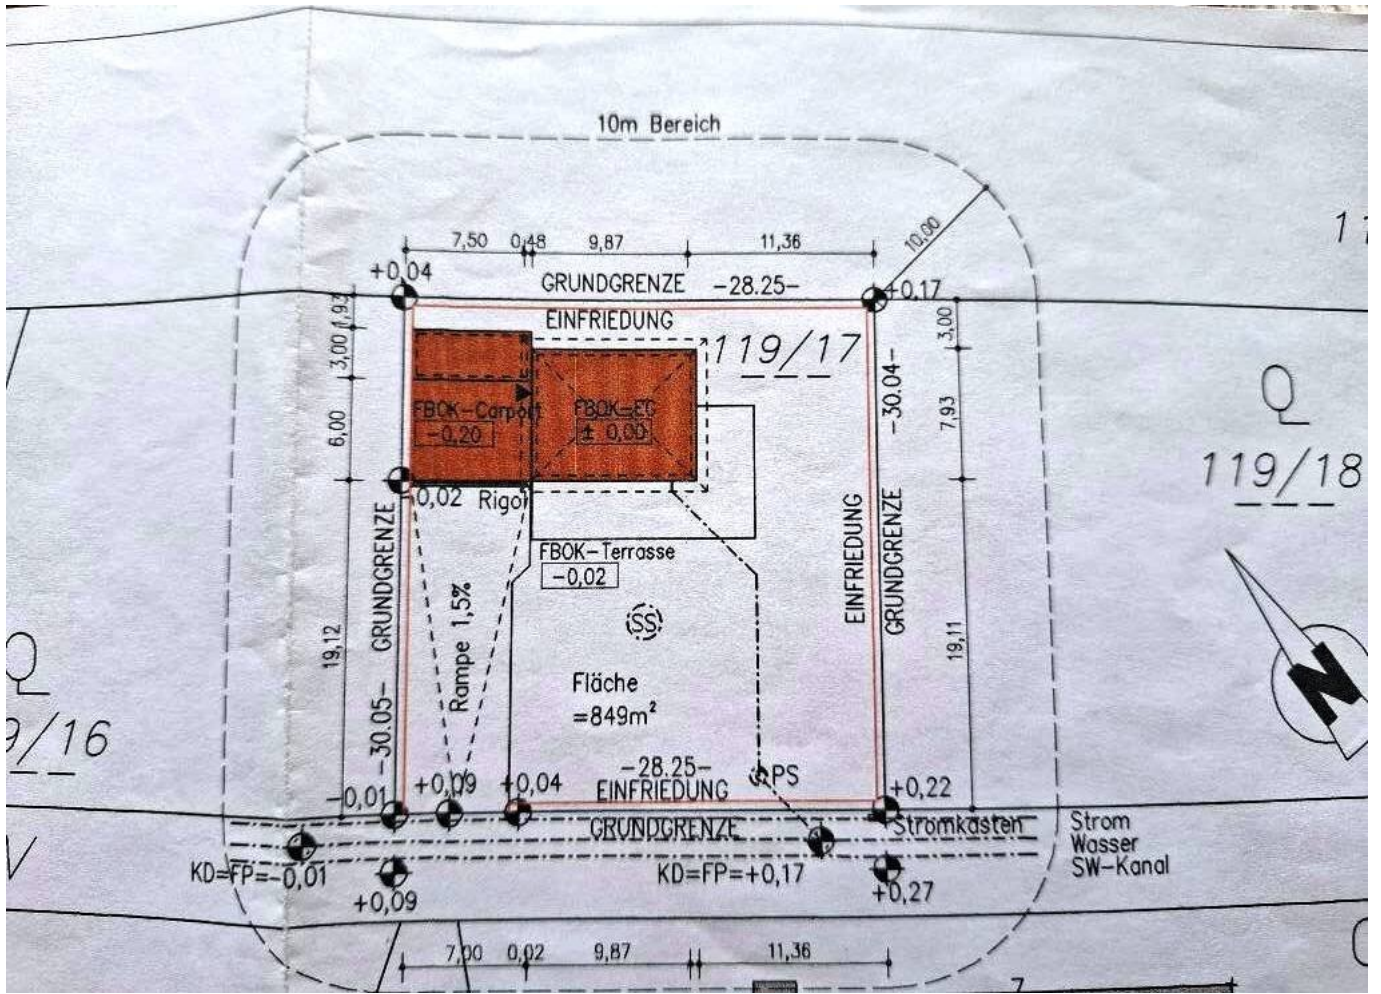 10m Bereich
10,00
7,50 0,48 9,87 11,36
+0,04
GRUNDGRENZE -28.25-
+0,17
EINFRIEDUNG
1,93
3,00
6,00
19,12
3,00
7,93
19,11
119/17
-30.04-
FBOK-Carport
-0,20
FBOK-EG
± 0,00
119/18
0,02 Rigol
GRUNDGRENZE
-30.05-
EINFRIEDUNG
GRUNDGRENZE
FBOK-Terrasse
-0,02
Rampe 1,5%
SS
Fläche
=849m²
N
9/16
-28.25-
PS
EINFRIEDUNG
-0,01
+0,09
+0,04
+0,22
GRUNDGRENZE
Stromkasten
Strom
Wasser
SW-Kanal
KD=FP=-0,01
KD=FP=+0,17
+0,09
+0,27
7,00 0,02 9,87 11,36